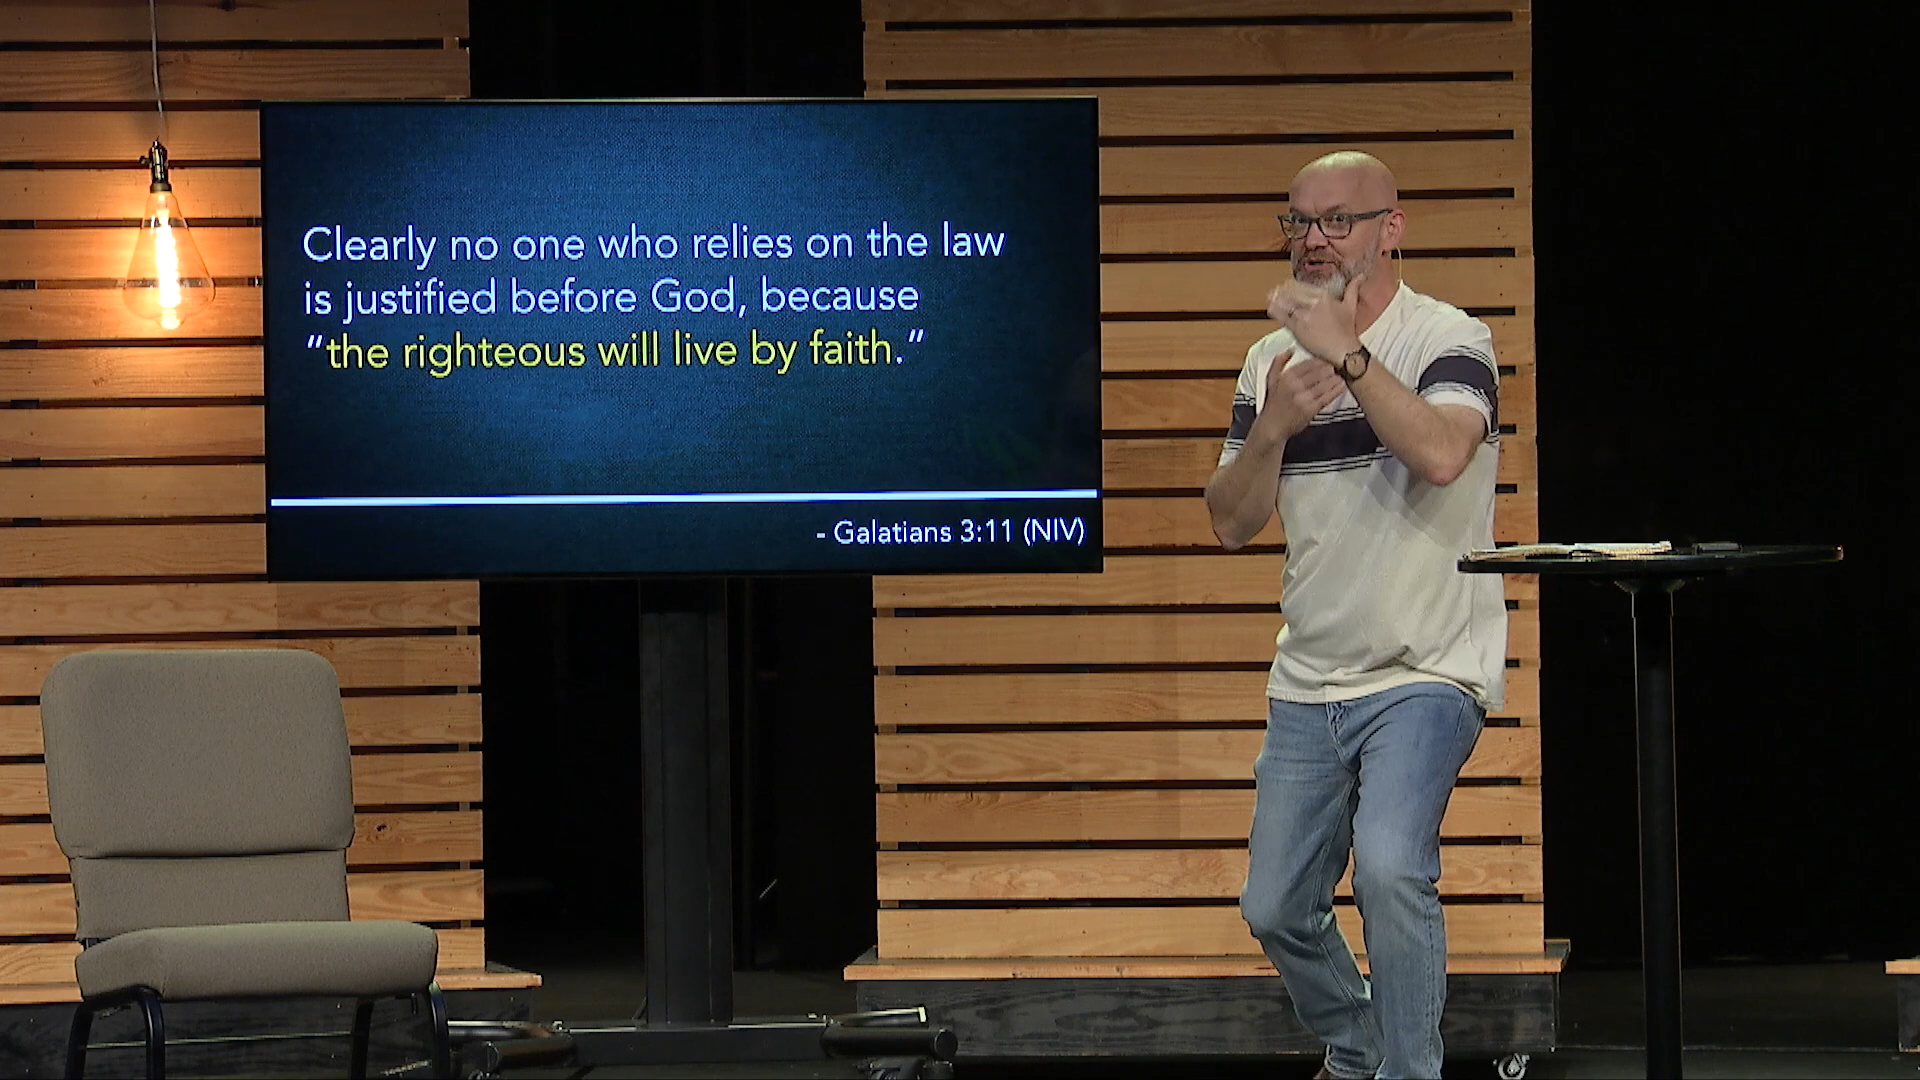 Clearly no one who relies on the law
is justified before God, because
“the righteous will live by faith.”
- Galatians 3:11 (NIV)